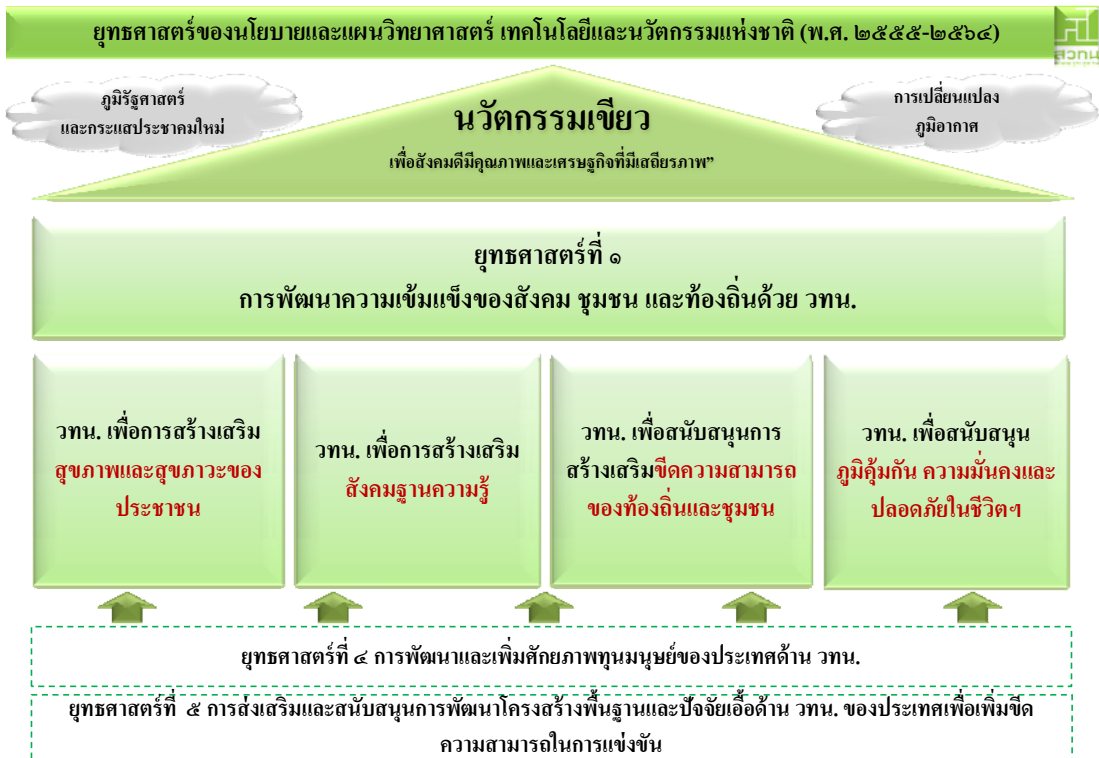 ยุทธศาสตร์ของนโยบายและแผนวิทยาศาสตร์ เทคโนโลยีและนวัตกรรมแห่งชาติ (พ.ศ. ๒๕๕๕-๒๕๖๔)
สวทน
ภูมิรัฐศาสตร์
และกระแสประชาคมใหม่
การเปลี่ยนแปลง
ภูมิอากาศ
นวัตกรรมเขียว
เพื่อสังคมดีมีคุณภาพและเศรษฐกิจที่มีเสถียรภาพ”
ยุทธศาสตร์ที่ ๑
การพัฒนาความเข้มแข็งของสังคม ชุมชน และท้องถิ่นด้วย วทน.
วทน. เพื่อการสร้างเสริม
สุขภาพและสุขภาวะของ
ประชาชน
วทน. เพื่อการสร้างเสริม
สังคมฐานความรู้
วทน. เพื่อสนับสนุนการ
สร้างเสริมขีดความสามารถ
ของท้องถิ่นและชุมชน
วทน. เพื่อสนับสนุน
ภูมิคุ้มกัน ความมั่นคงและ
ปลอดภัยในชีวิตฯ
ยุทธศาสตร์ที่ ๔ การพัฒนาและเพิ่มศักยภาพทุนมนุษย์ของประเทศด้าน วทน.
ยุทธศาสตร์ที่ ๕ การส่งเสริมและสนับสนุนการพัฒนาโครงสร้างพื้นฐานและปัจจัยเอื้อด้าน วทน. ของประเทศเพื่อเพิ่มขีด
ความสามารถในการแข่งขัน